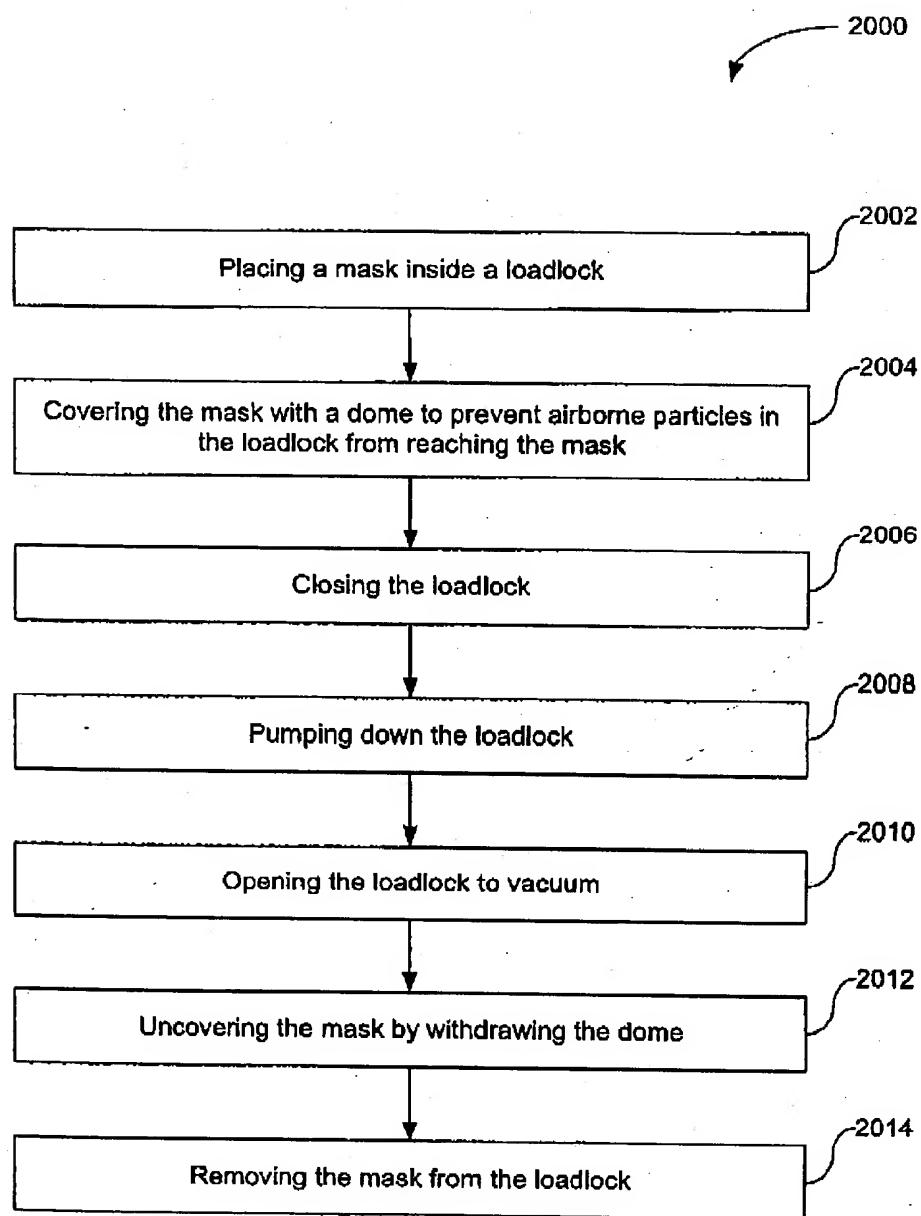 2000
2002
Placing a mask inside a loadlock
2004
Covering the mask with a dome to prevent airborne particles in
the loadlock from reaching the mask
2006
Closing the loadlock
2008
Pumping down the loadlock
2010
Opening the loadlock to vacuum
2012
Uncovering the mask by withdrawing the dome
2014
Removing the mask from the loadlock